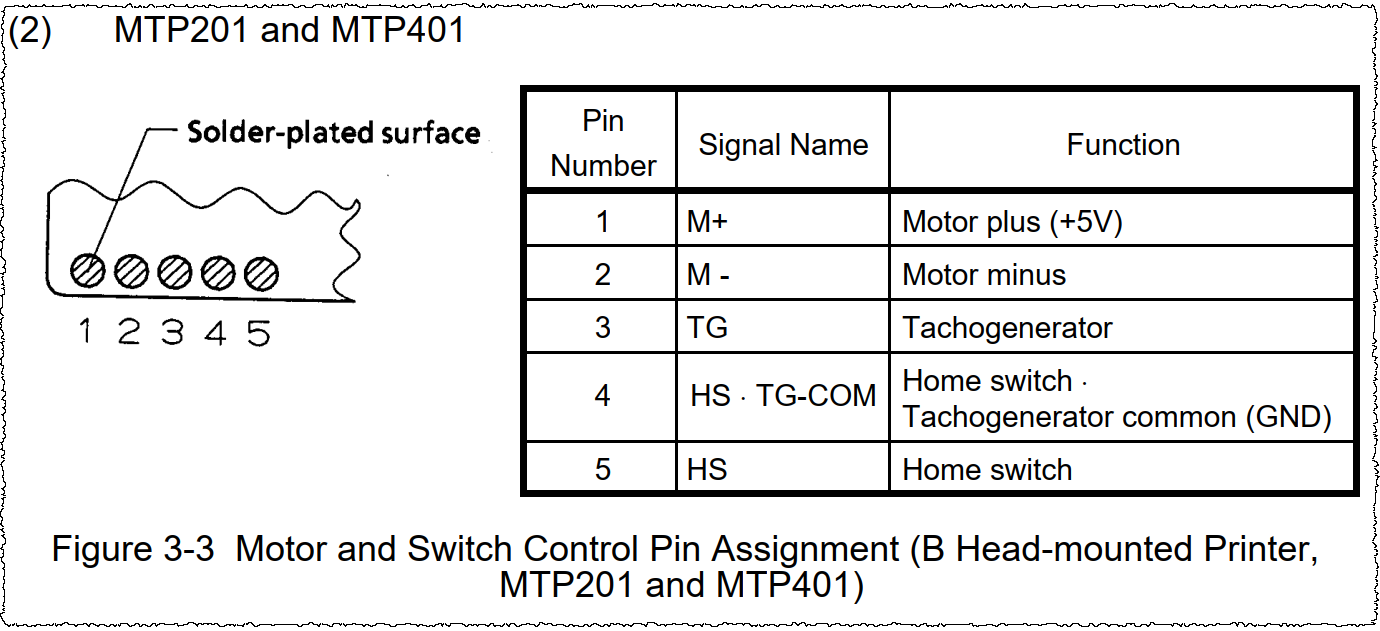 (2) MTP201 and MTP401
Solder-plated surface
1 2 3 4 5
Pin Number Signal Name Function
1 M+ Motor plus (+5V)
2 M - Motor minus
3 TG Tachogenerator
4 HS · TG-COM Home switch ·
Tachogenerator common (GND)
5 HS Home switch
Figure 3-3 Motor and Switch Control Pin Assignment (B Head-mounted Printer,
MTP201 and MTP401)